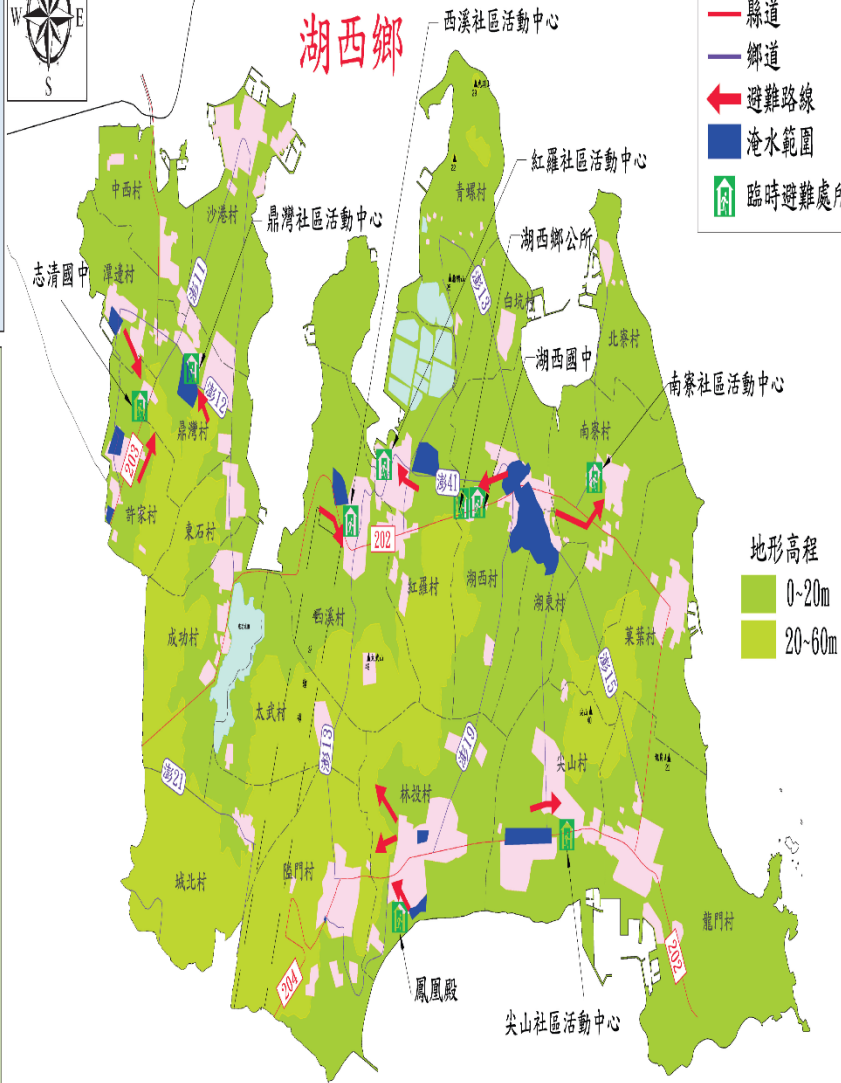 W
E
S
湖西鄉
縣道
鄉道
避難路線
淹水範圍
臨時避難處所
西溪社區活動中心
紅羅社區活動中心
鼎灣社區活動中心
湖西鄉公所
志清國中
湖西國中
南寮社區活動中心
中西村
沙港村
青螺村
潭邊村
白坑村
北寮村
南寮村
鼎灣村
許家村
東石村
成功村
西溪村
紅羅村
湖西村
湖東村
菓葉村
太武村
林投村
尖山村
城北村
隘門村
龍門村
澎11
澎12
澎13
澎41
澎15
澎13
澎19
澎21
203
202
204
202
鳳凰殿
尖山社區活動中心
地形高程
0~20m
20~60m